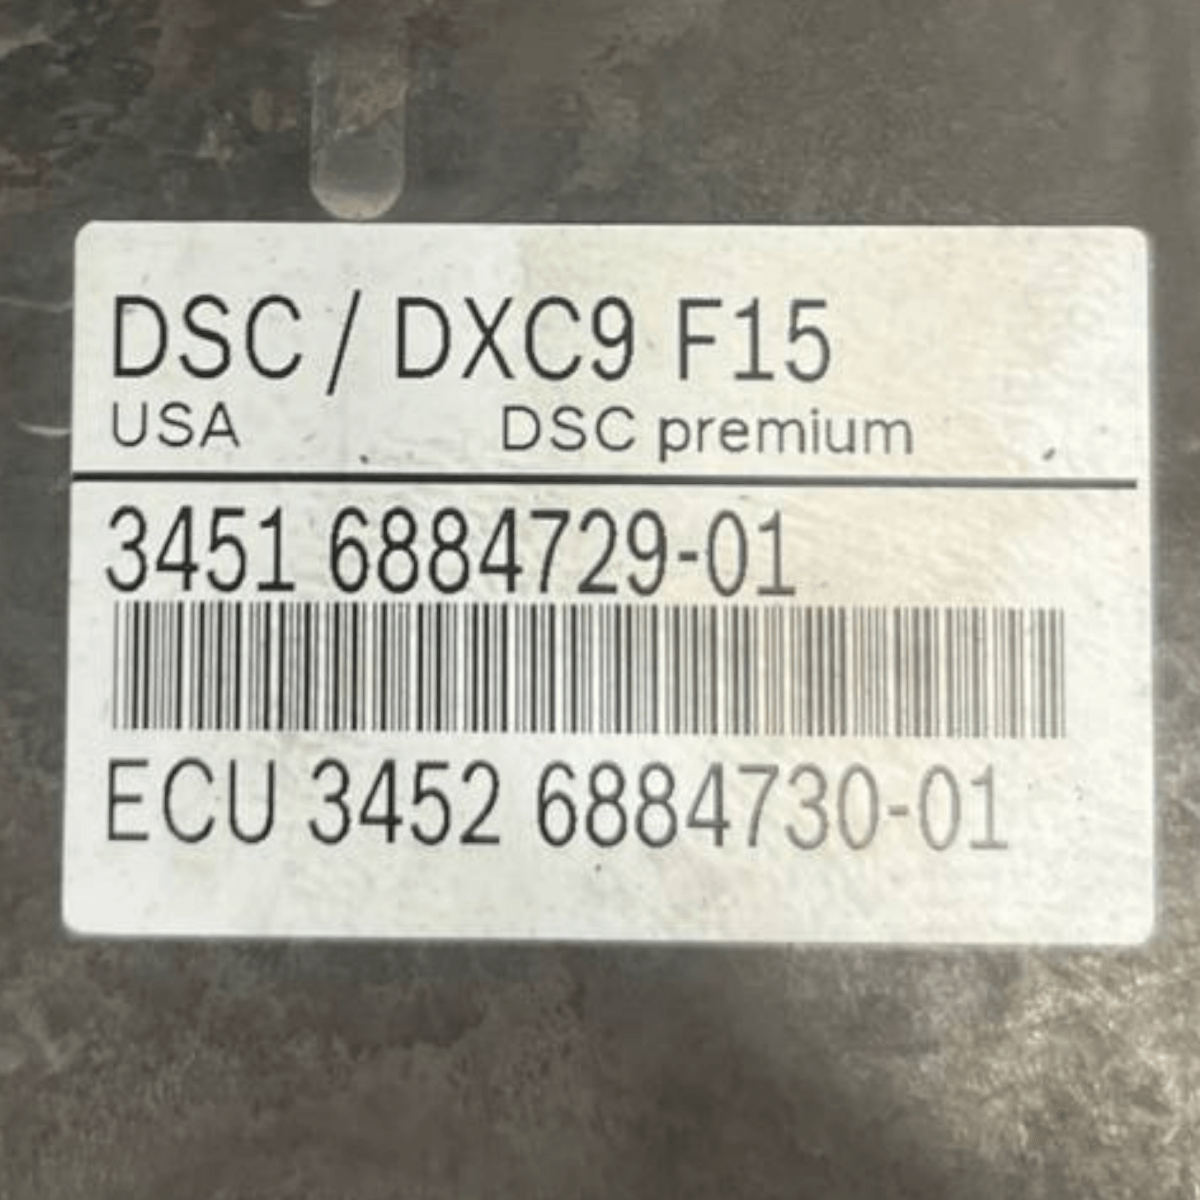 DSC / DXC9 F15
USA DSC premium
3451 6884729-01
ECU 3452 6884730-01